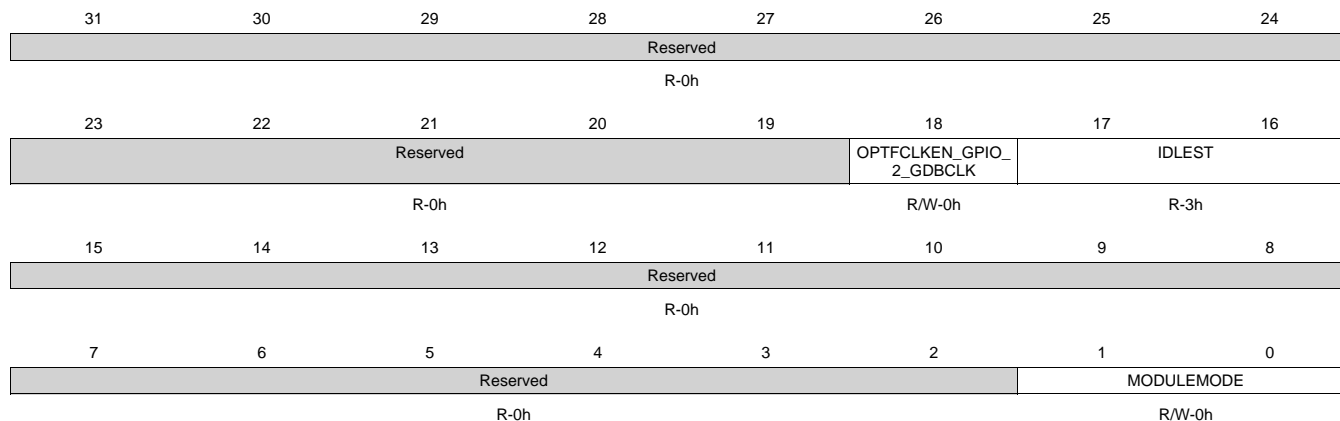 31 30 29 28 27 26 25 24
Reserved
R-0h
23 22 21 20 19 18 17 16
Reserved OPTFCLKEN_GPIO_ IDLEST
2_GDBCLK
R-0h R/W-0h R-3h
15 14 13 12 11 10 9 8
Reserved
R-0h
7 6 5 4 3 2 1 0
Reserved MODULEMODE
R-0h R/W-0h